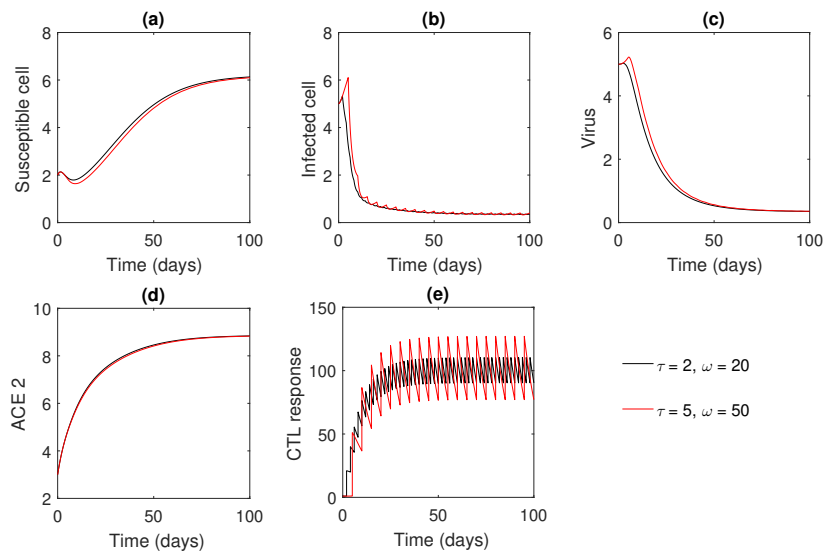 (a)
Susceptible cell
8
6
4
2
0
0
50
100
Time (days)
(b)
Infected cell
8
6
4
2
0
0
50
100
Time (days)
(c)
Virus
6
4
2
0
0
50
100
Time (days)
(d)
ACE 2
10
8
6
4
2
0
50
100
Time (days)
(e)
CTL response
150
100
50
0
0
50
100
Time (days)
τ = 2, ω = 20
τ = 5, ω = 50